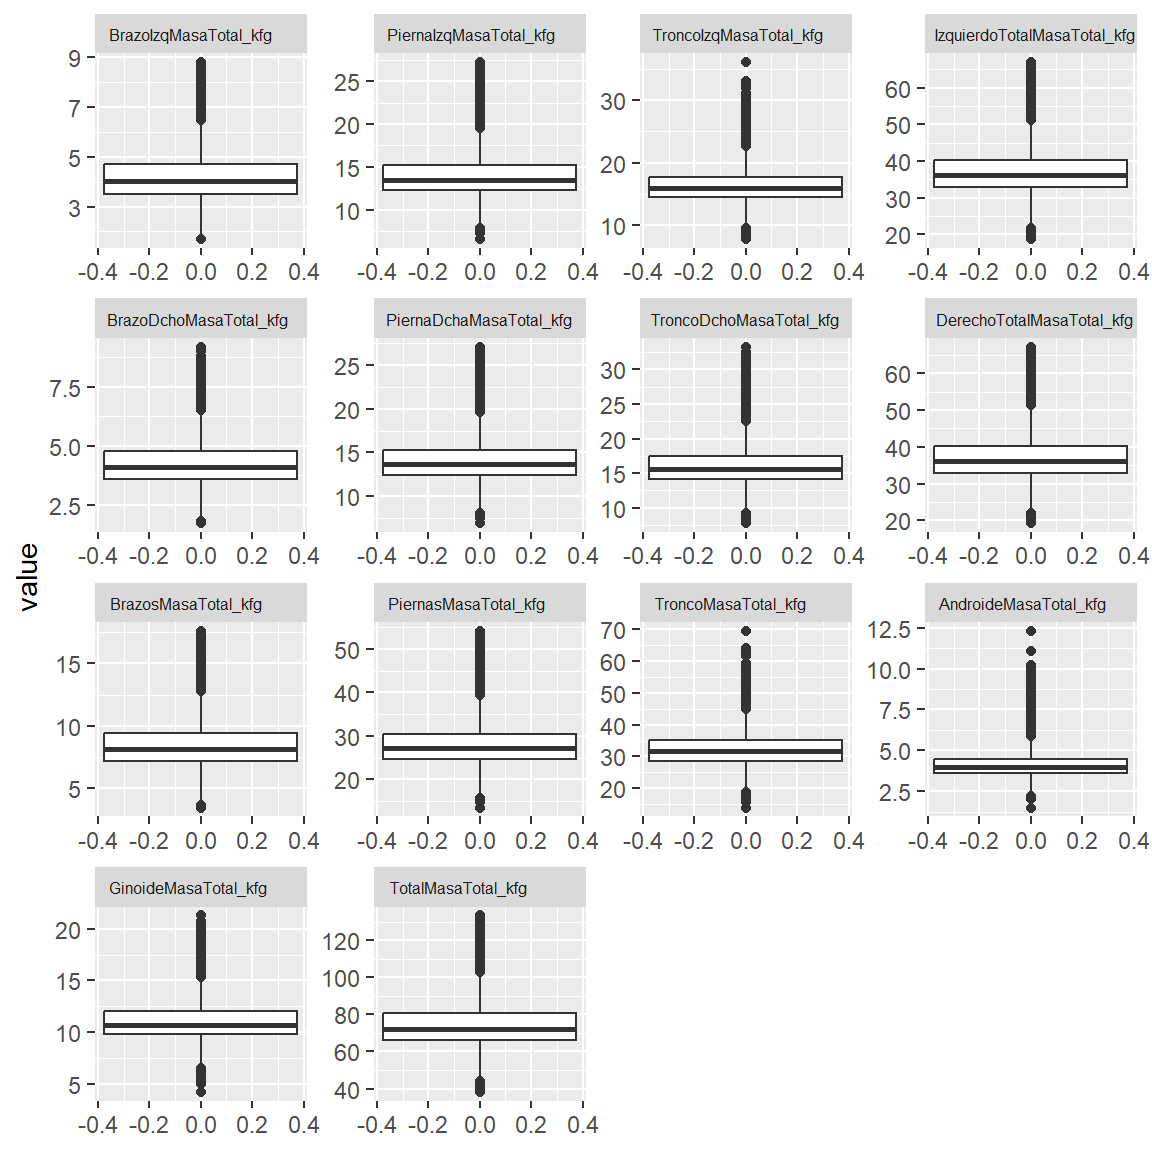 BrazoIzqMasaTotal_kfg PiernaIzqMasaTotal_kfg TroncoIzqMasaTotal_kfg IzquierdoTotalMasaTotal_kfg
9 7 5 3
25 20 15 10
30 20 10
60 50 40 30 20
-0.4 -0.2 0.0 0.2 0.4 -0.4 -0.2 0.0 0.2 0.4 -0.4 -0.2 0.0 0.2 0.4 -0.4 -0.2 0.0 0.2 0.4
BrazoDchoMasaTotal_kfg PiernaDchaMasaTotal_kfg TroncoDchoMasaTotal_kfg DerechoTotalMasaTotal_kfg
7.5 5.0 2.5
25 20 15 10
30 25 20 15 10
60 50 40 30 20
-0.4 -0.2 0.0 0.2 0.4 -0.4 -0.2 0.0 0.2 0.4 -0.4 -0.2 0.0 0.2 0.4 -0.4 -0.2 0.0 0.2 0.4
value
BrazosMasaTotal_kfg PiernasMasaTotal_kfg TroncoMasaTotal_kfg AndroideMasaTotal_kfg
15 10 5
50 40 30 20
70 60 50 40 30 20
12.5 10.0 7.5 5.0 2.5
-0.4 -0.2 0.0 0.2 0.4 -0.4 -0.2 0.0 0.2 0.4 -0.4 -0.2 0.0 0.2 0.4 -0.4 -0.2 0.0 0.2 0.4
GinoideMasaTotal_kfg TotalMasaTotal_kfg
20 15 10 5
120 100 80 60 40
-0.4 -0.2 0.0 0.2 0.4 -0.4 -0.2 0.0 0.2 0.4